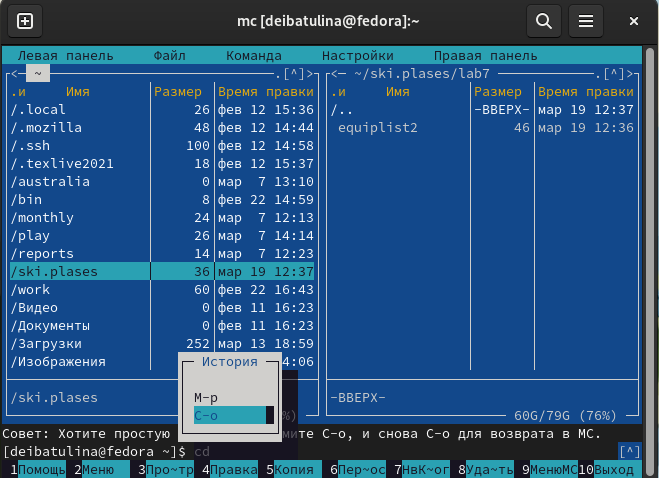 mc [deibatulina@fedora]:~
Левая панель Файл Команда Настройки Правая панель
<─ ~ .[^]> <─ ~/ski.plases/lab7 .[^]>
.и Имя Размер Время правки .и Имя Размер Время правки
/.local 26 фев 12 15:36 /.. -ВВЕРХ- мар 19 12:37
/.mozilla 48 фев 12 14:44 equiplist2 46 мар 19 12:36
/.ssh 100 фев 12 14:58
/.texlive2021 18 фев 12 15:37
/australia 0 мар 7 13:10
/bin 8 фев 22 14:59
/monthly 24 мар 7 12:13
/play 26 мар 7 14:14
/reports 14 мар 7 12:23
/ski.plases 36 мар 19 12:37
/work 60 фев 22 16:43
/Видео 0 фев 11 16:23
/Документы 0 фев 11 16:23
/Загрузки 252 мар 13 18:59
/Изображения 4:06
История
M-p
C-o
/ski.plases %) -ВВЕРХ-
60G/79G (76%)
Совет: Хотите простую мите C-o, и снова C-o для возврата в MC.
[deibatulina@fedora ~]$ cd [^]
1Помощь 2Меню 3Про~тр 4Правка 5Копия 6Пер~ос 7НвК~ог 8Уда~ть 9МенюMC 10Выход